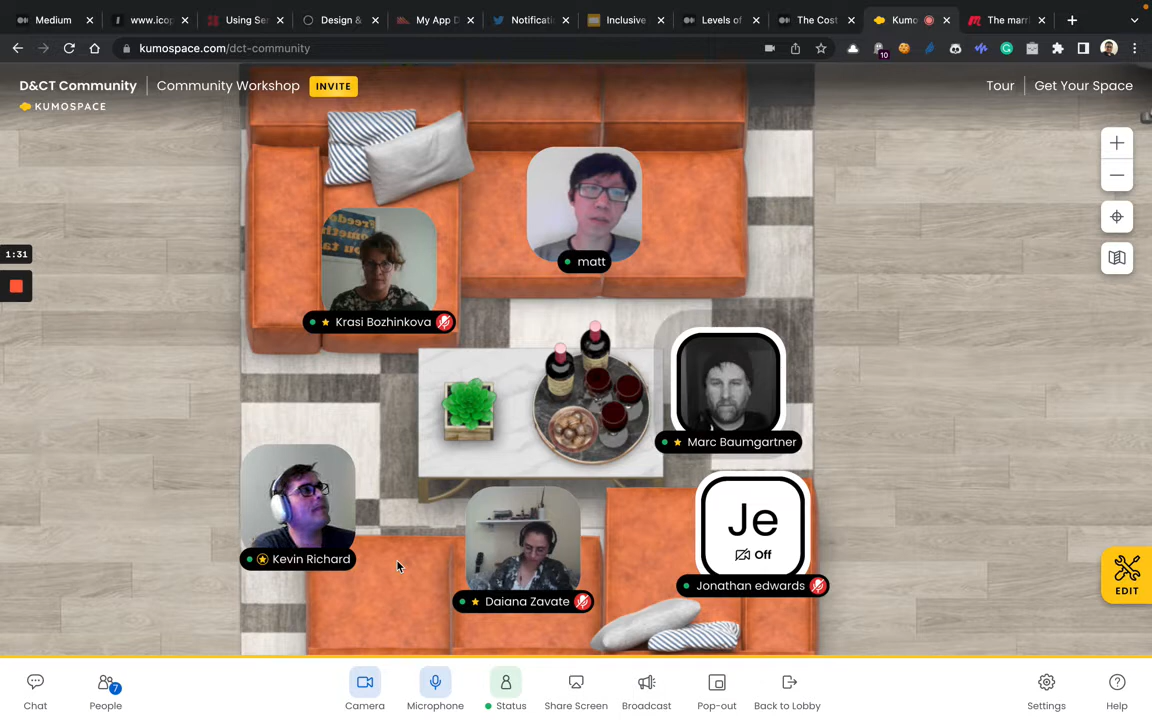 Medium
www.icop
Using Ser
Design &
My App D
Notificati
Inclusive
Levels of
The Cost
Kumo
The marr
kumospace.com/dct-community
10
D&CT Community
Community Workshop
INVITE
KUMOSPACE
Tour
Get Your Space
1:31
matt
Krasi Bozhinkova
Marc Baumgartner
Je
Off
Kevin Richard
Daiana Zavate
Jonathan edwards
EDIT
Chat
7
People
Camera
Microphone
Status
Share Screen
Broadcast
Pop-out
Back to Lobby
Settings
Help